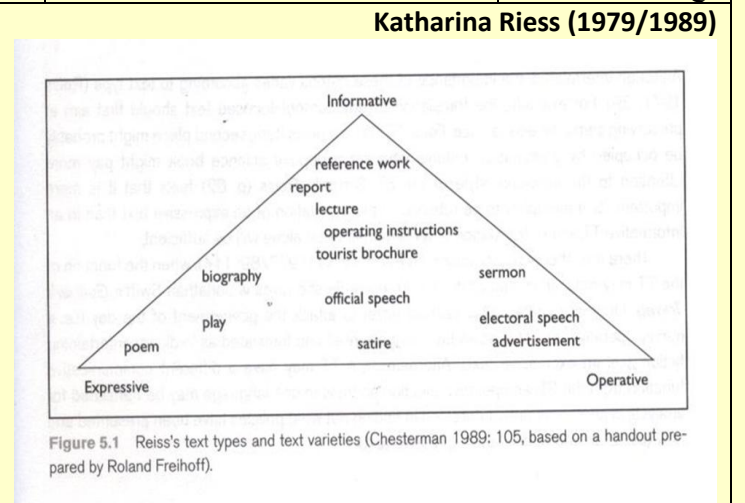 Katharina Riess (1979/1989)
Informative
reference work
report
lecture
operating instructions
tourist brochure
biography
sermon
official speech
play
electoral speech
poem
satire
advertisement
Expressive
Operative
Figure 5.1 Reiss's text types and text varieties (Chesterman 1989: 105, based on a handout pre-
pared by Roland Freihoff).